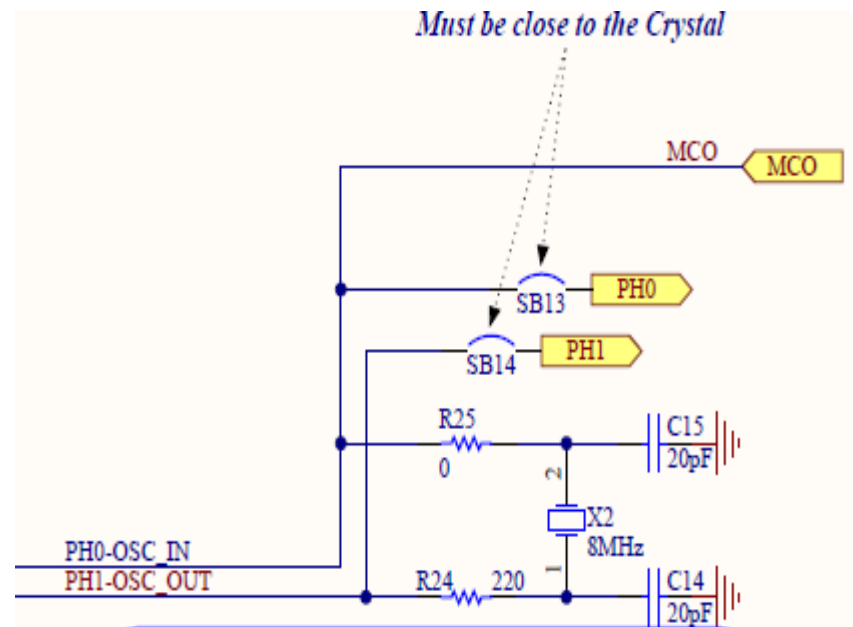 Must be close to the Crystal
MCO
MCO
PH0
SB13
PH1
SB14
R25
0
C15
20pF
2
X2
8MHz
1
PH0-OSC_IN
PH1-OSC_OUT
R24 220
C14
20pF